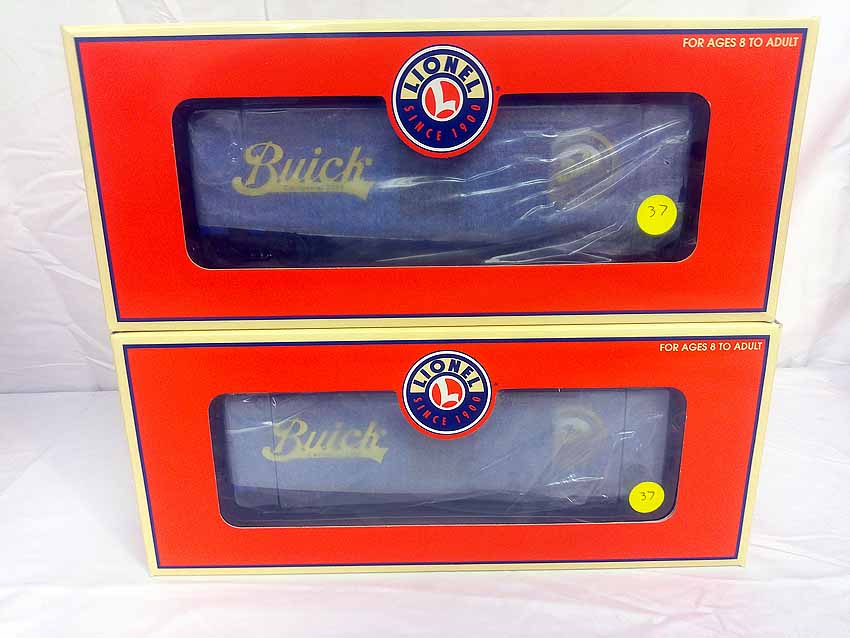 FOR AGES 8 TO ADULT
LIONEL
L
SINCE 1900
Buick
37
FOR AGES 8 TO ADULT
LIONEL
L
SINCE 1900
Buick
37